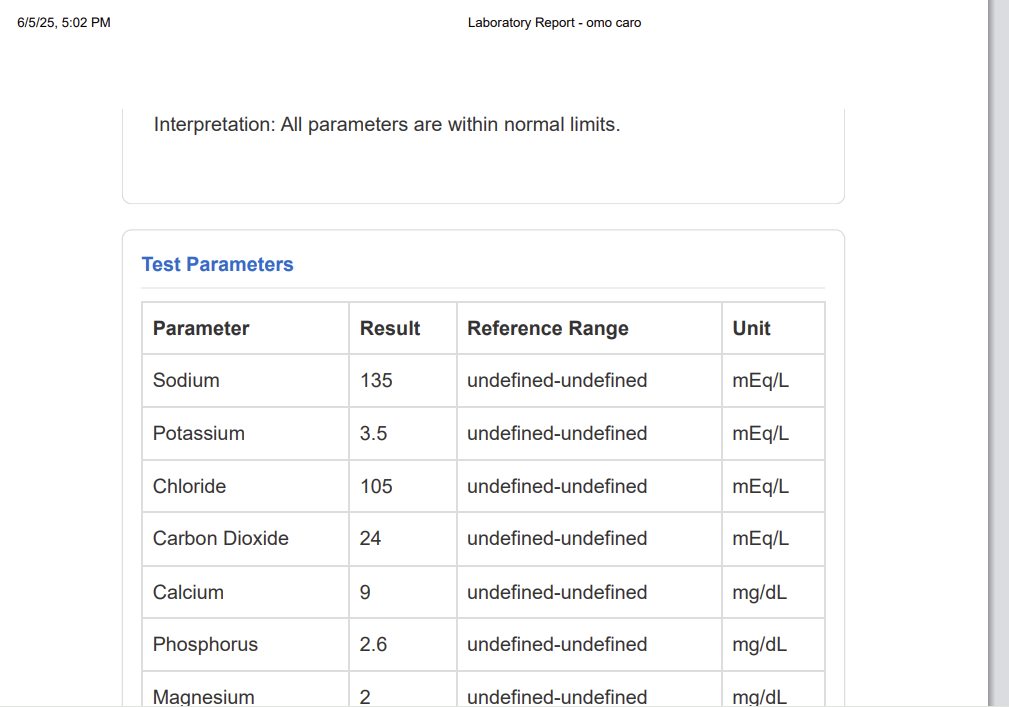 6/5/25, 5:02 PM Laboratory Report - omo caro
Interpretation: All parameters are within normal limits.
Test Parameters
Parameter Result Reference Range Unit
Sodium 135 undefined-undefined mEq/L
Potassium 3.5 undefined-undefined mEq/L
Chloride 105 undefined-undefined mEq/L
Carbon Dioxide 24 undefined-undefined mEq/L
Calcium 9 undefined-undefined mg/dL
Phosphorus 2.6 undefined-undefined mg/dL
Magnesium 2 undefined-undefined mg/dL